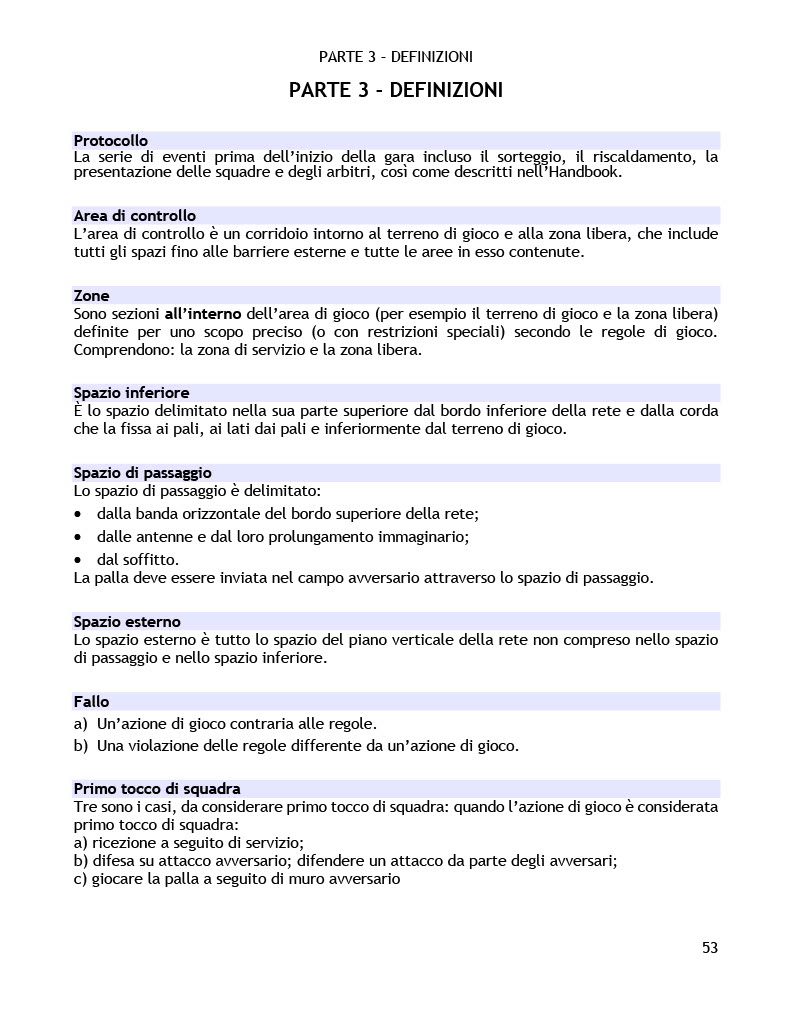 PARTE 3 – DEFINIZIONI
PARTE 3 – DEFINIZIONI
Protocollo
La serie di eventi prima dell’inizio della gara incluso il sorteggio, il riscaldamento, la
presentazione delle squadre e degli arbitri, così come descritti nell’Handbook.
Area di controllo
L’area di controllo è un corridoio intorno al terreno di gioco e alla zona libera, che include
tutti gli spazi fino alle barriere esterne e tutte le aree in esso contenute.
Zone
Sono sezioni all’interno dell’area di gioco (per esempio il terreno di gioco e la zona libera)
definite per uno scopo preciso (o con restrizioni speciali) secondo le regole di gioco.
Comprendono: la zona di servizio e la zona libera.
Spazio inferiore
È lo spazio delimitato nella sua parte superiore dal bordo inferiore della rete e dalla corda
che la fissa ai pali, ai lati dai pali e inferiormente dal terreno di gioco.
Spazio di passaggio
Lo spazio di passaggio è delimitato:
• dalla banda orizzontale del bordo superiore della rete;
• dalle antenne e dal loro prolungamento immaginario;
• dal soffitto.
La palla deve essere inviata nel campo avversario attraverso lo spazio di passaggio.
Spazio esterno
Lo spazio esterno è tutto lo spazio del piano verticale della rete non compreso nello spazio
di passaggio e nello spazio inferiore.
Fallo
a) Un’azione di gioco contraria alle regole.
b) Una violazione delle regole differente da un’azione di gioco.
Primo tocco di squadra
Tre sono i casi, da considerare primo tocco di squadra: quando l’azione di gioco è considerata
primo tocco di squadra:
a) ricezione a seguito di servizio;
b) difesa su attacco avversario; difendere un attacco da parte degli avversari;
c) giocare la palla a seguito di muro avversario
53